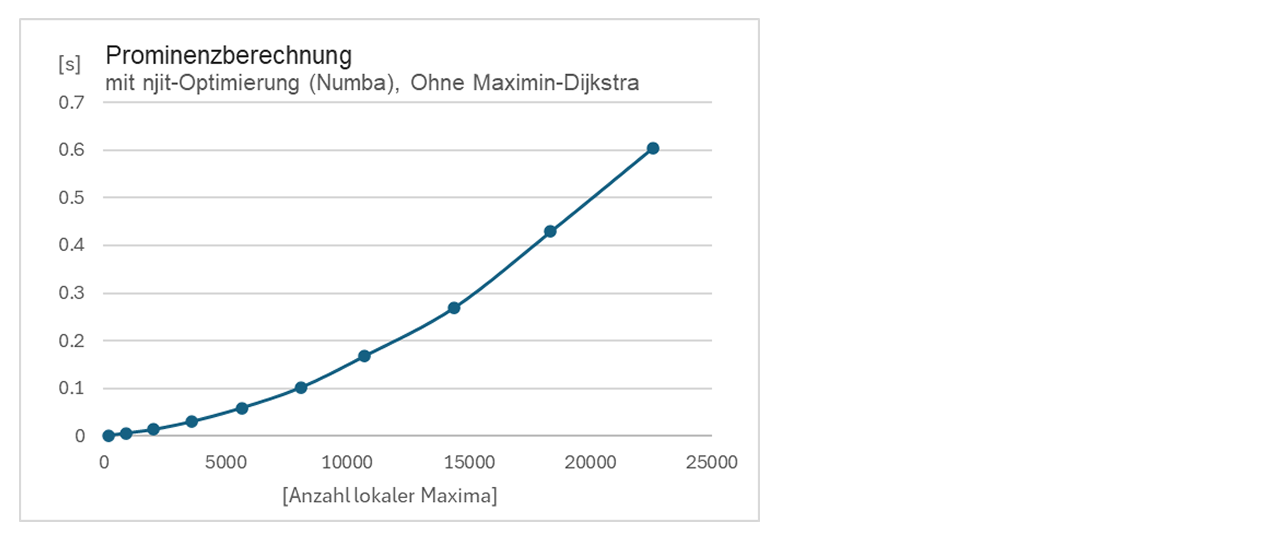 Prominenzberechnung
[s]
mit njit-Optimierung (Numba), Ohne Maximin-Dijkstra
0.7
0.6
0.5
0.4
0.3
0.2
0.1
0
0 5000 10000 15000 20000 25000
[Anzahl lokaler Maxima]